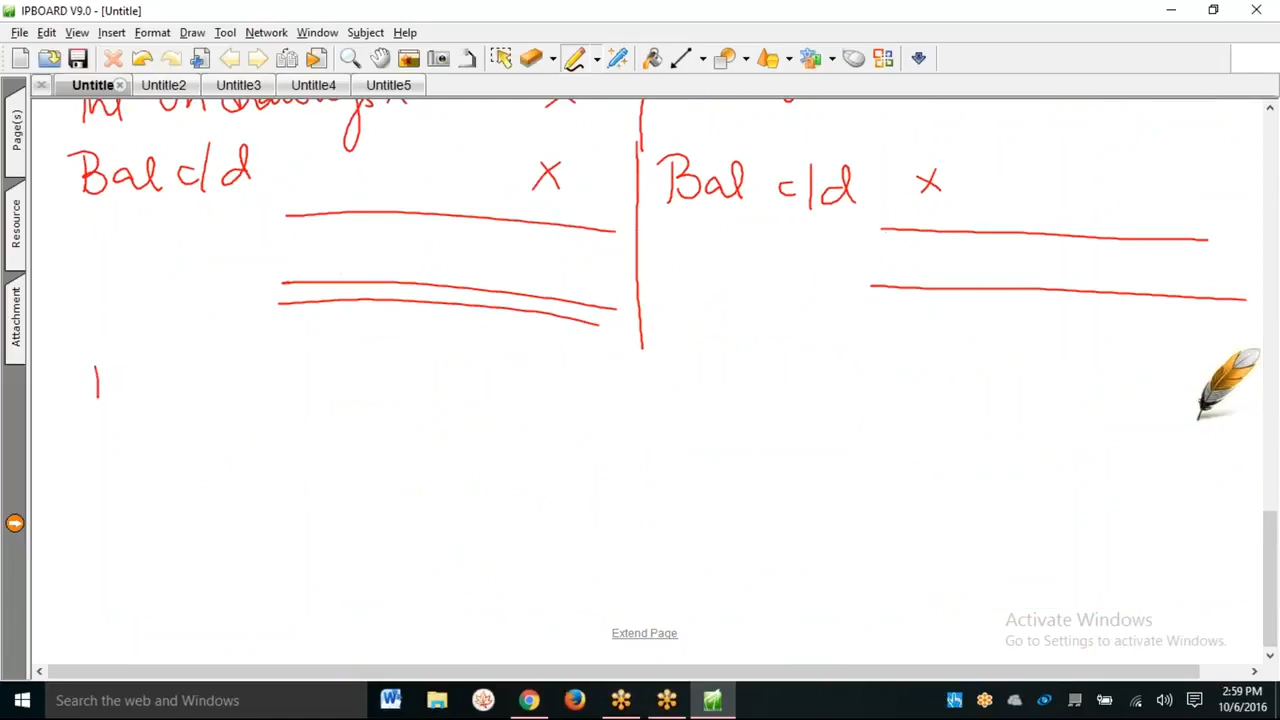 IPBOARD V9.0 - [Untitle]
File Edit View Insert Format Draw Tool Network Window Subject Help
Untitle Untitle2 Untitle3 Untitle4 Untitle5
Page(s)
Resource
Attachment
Int on
Bal c/d x
Bal c/d x
Extend Page
Activate Windows
Go to Settings to activate Windows.
Search the web and Windows
2:59 PM
10/6/2016